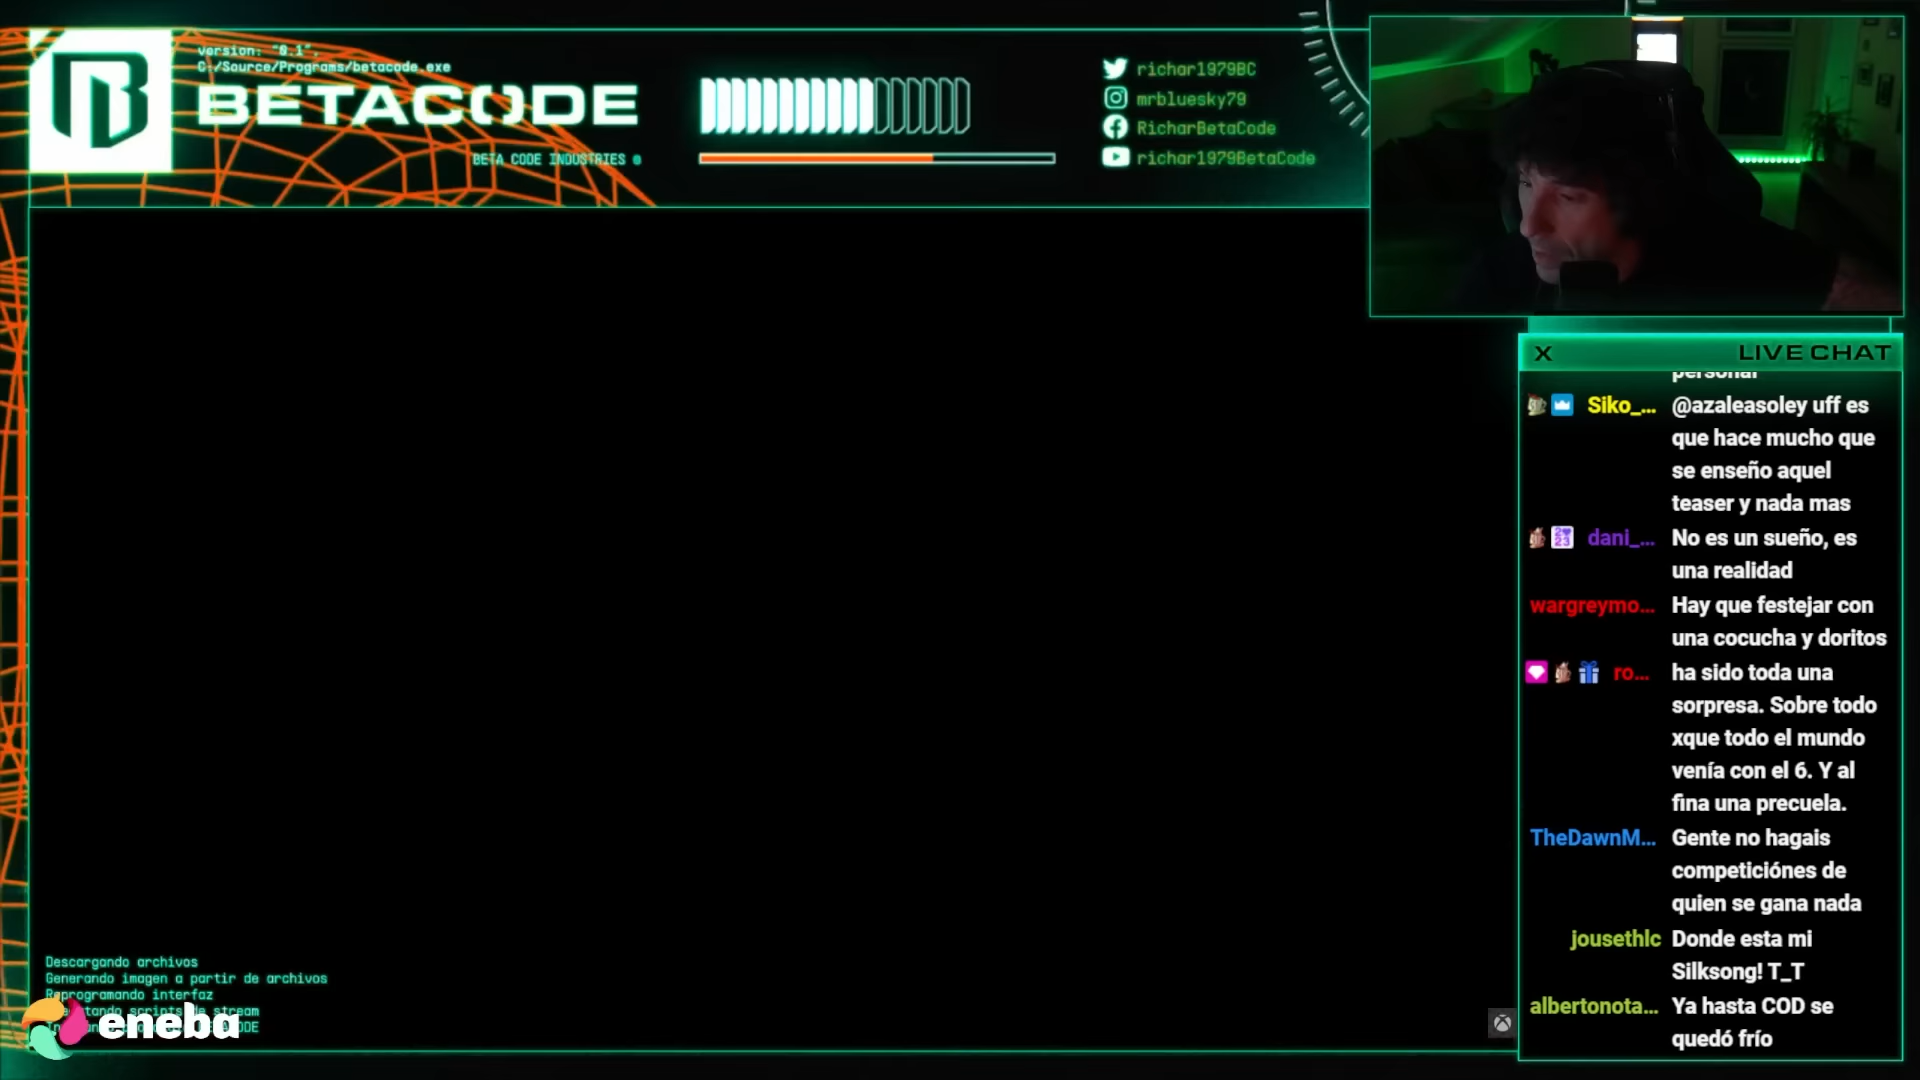 version: "0.1",
C:/Source/Programs/betacode.exe
BETACODE
BETA CODE INDUSTRIES @
richar1979BC
mrbluesky79
RicharBetaCode
richar1979BetaCode
X LIVE CHAT
personal
Siko_... @azaleasoley uff es
que hace mucho que
se enseño aquel
teaser y nada mas
dani_... No es un sueño, es
una realidad
wargreymo... Hay que festejar con
una cocucha y doritos
ro... ha sido toda una
sorpresa. Sobre todo
xque todo el mundo
venía con el 6. Y al
fina una precuela.
TheDawnM... Gente no hagais
competiciónes de
quien se gana nada
jousethlc Donde esta mi
Silksong! T_T
albertonota... Ya hasta COD se
quedó frío
Descargando archivos
Generando imagen a partir de archivos
Reprogramando interfaz
scripts de stream
eneba